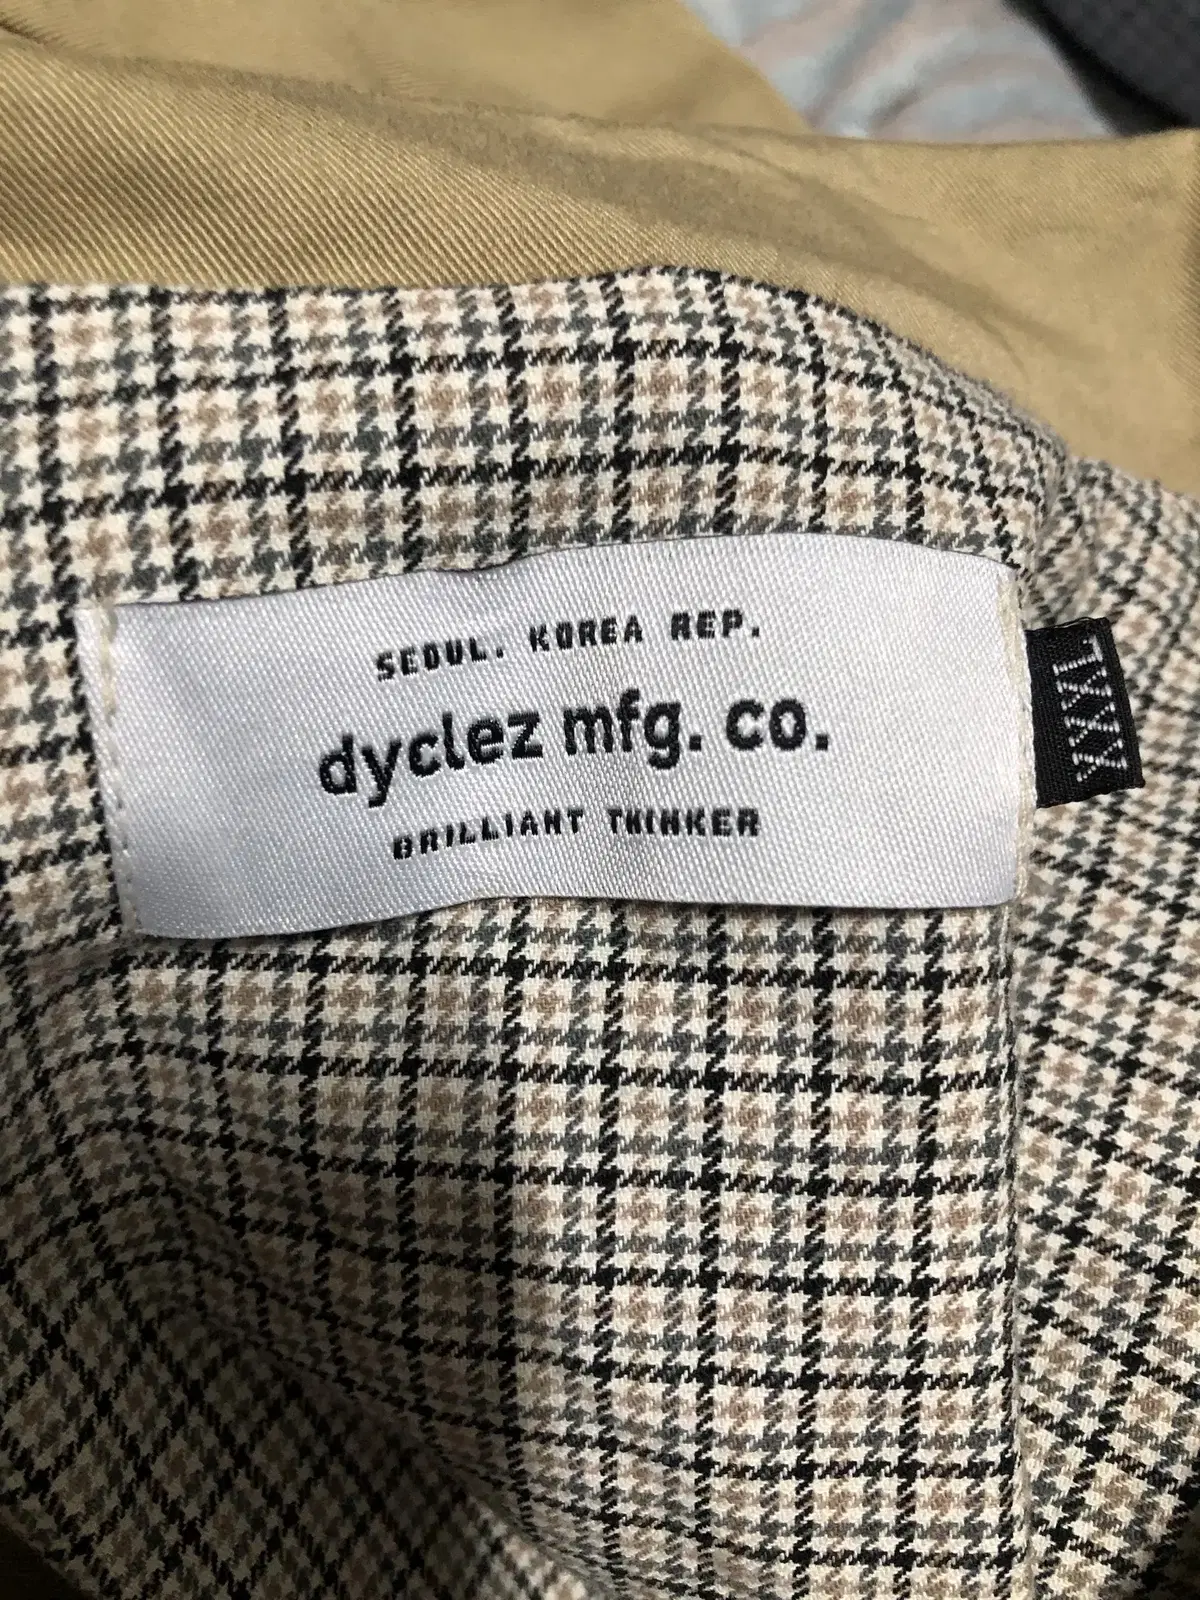 SEOUL. KOREA REP.
dyclez mfg. co.
BRILLIANT THINKER
XXXL